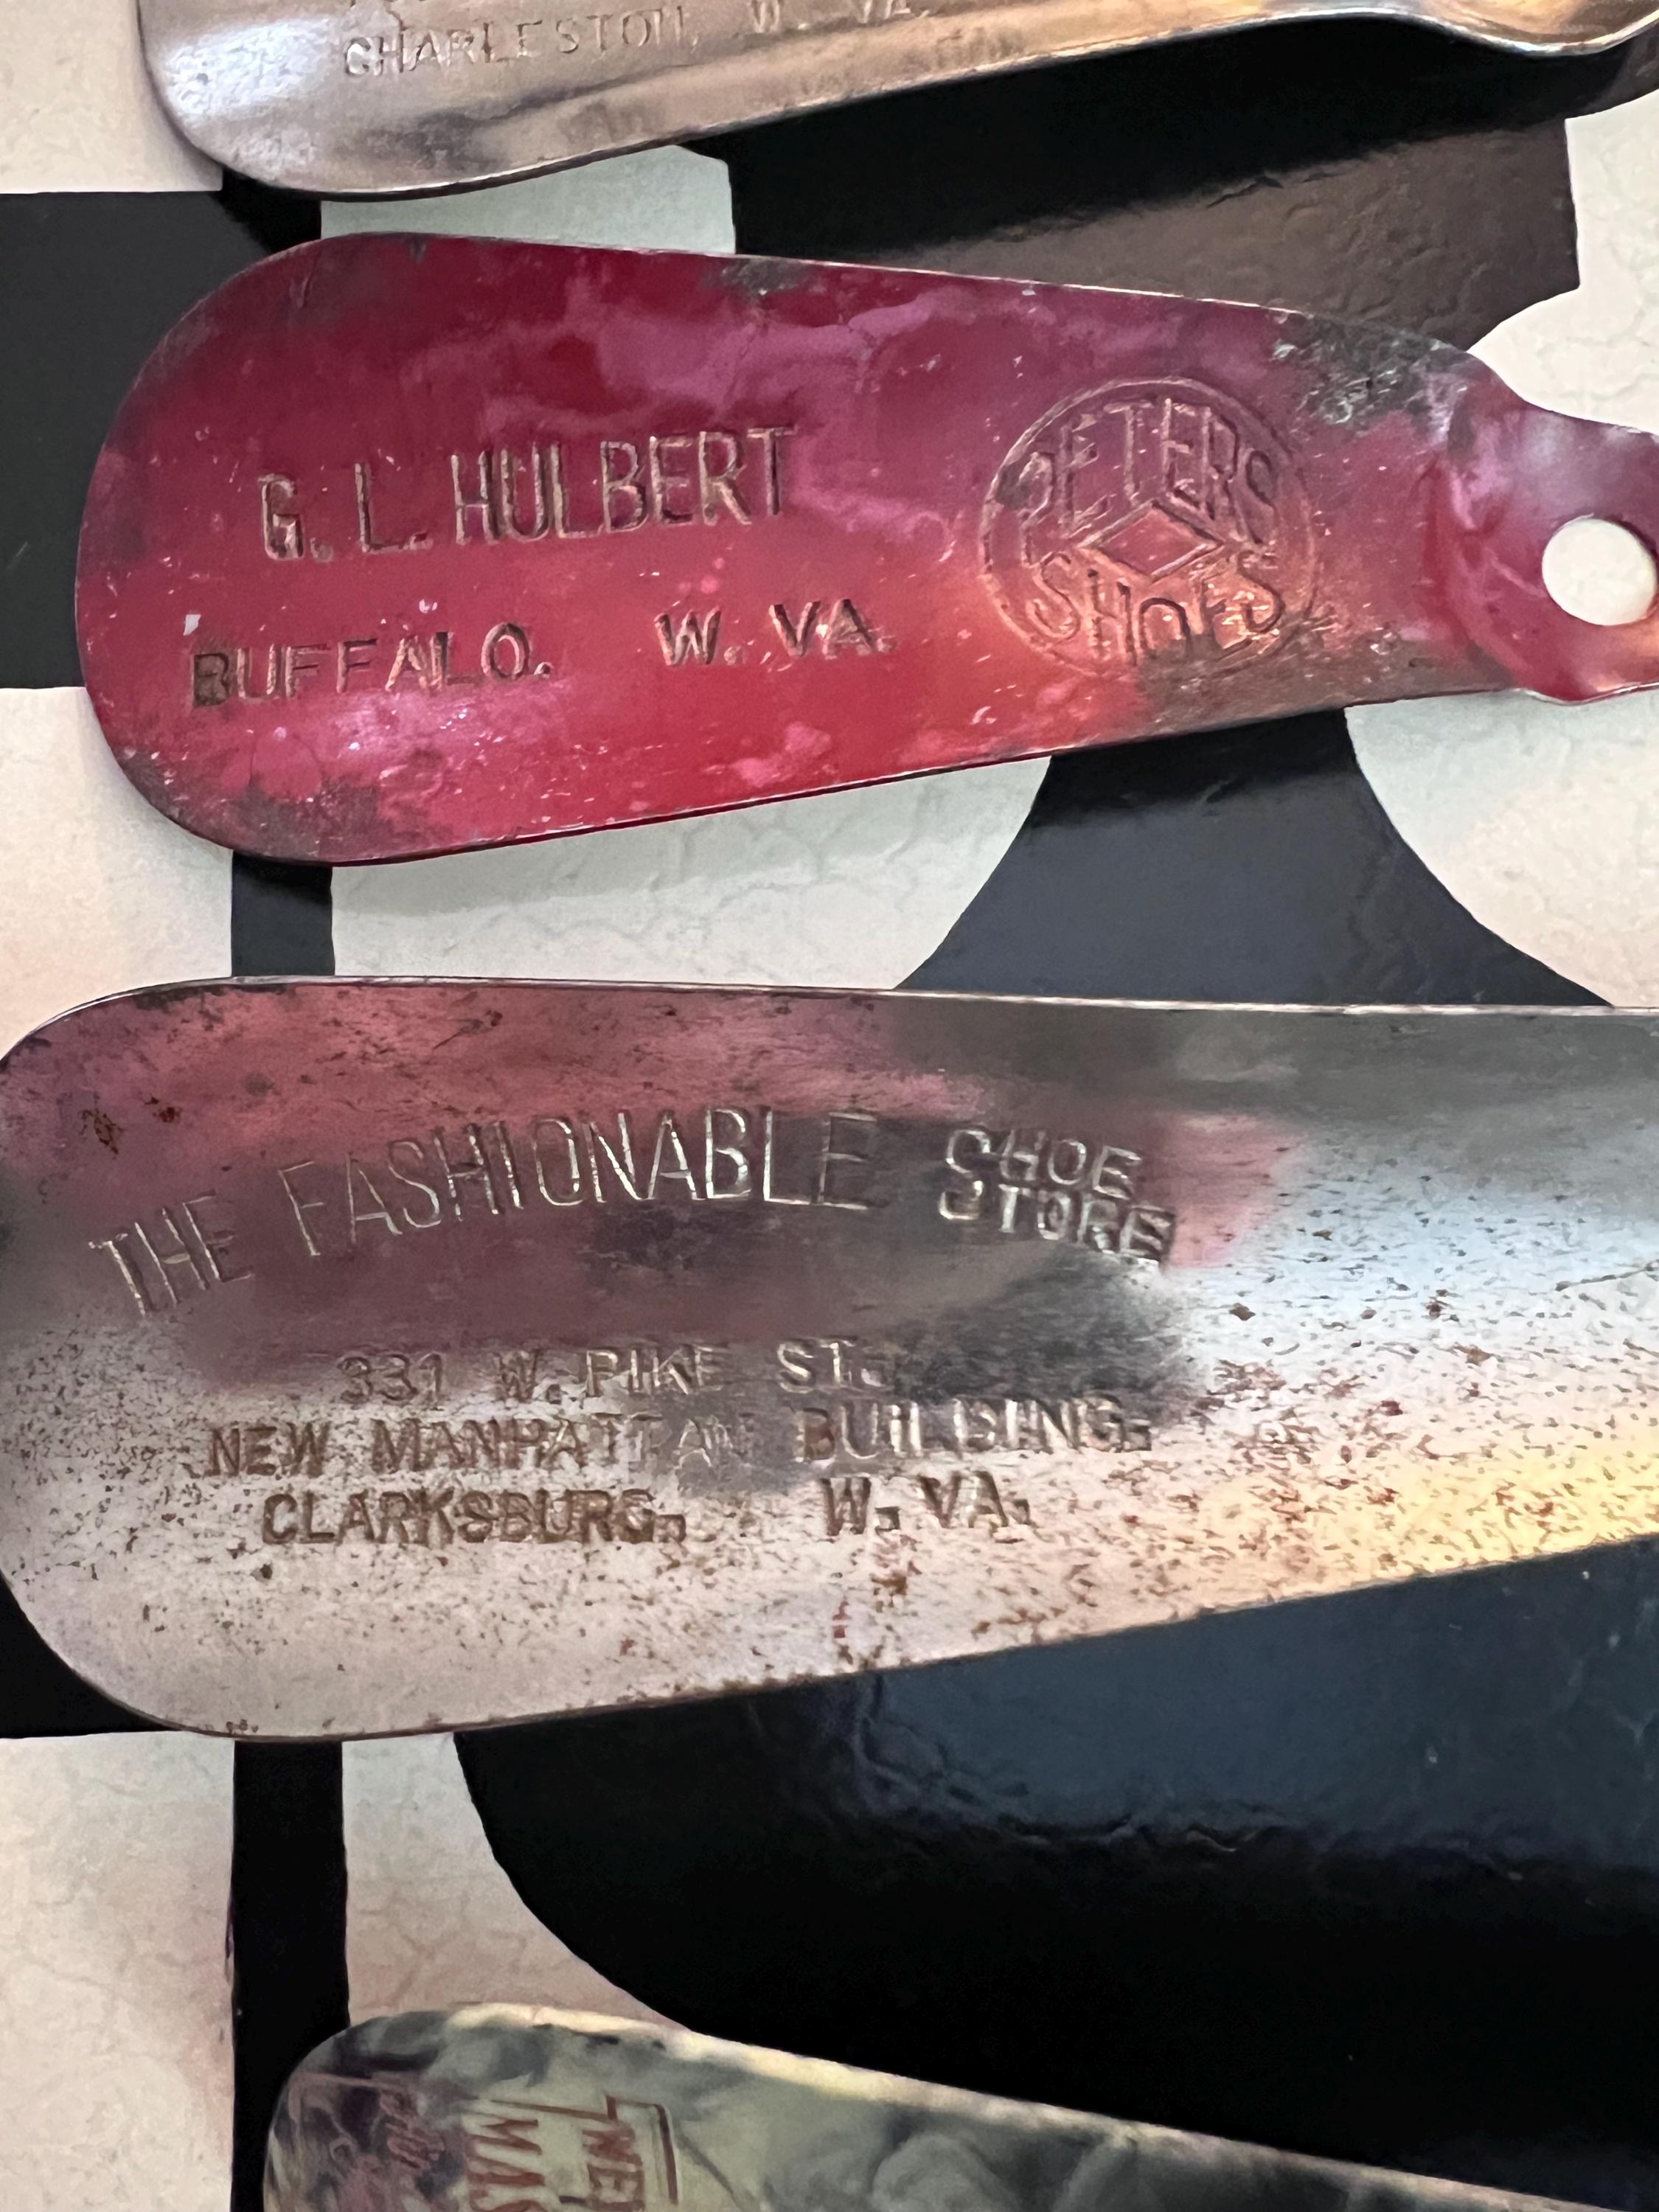 CHARLESTON, W. VA.
G. L. HULBERT
BUFFALO. W. VA.
PETERS
SHOES
THE FASHIONABLE SHOE
STORE
331 W. PIKE ST.
NEW MANHATTAN BUILDING.
CLARKSBURG. W. VA.